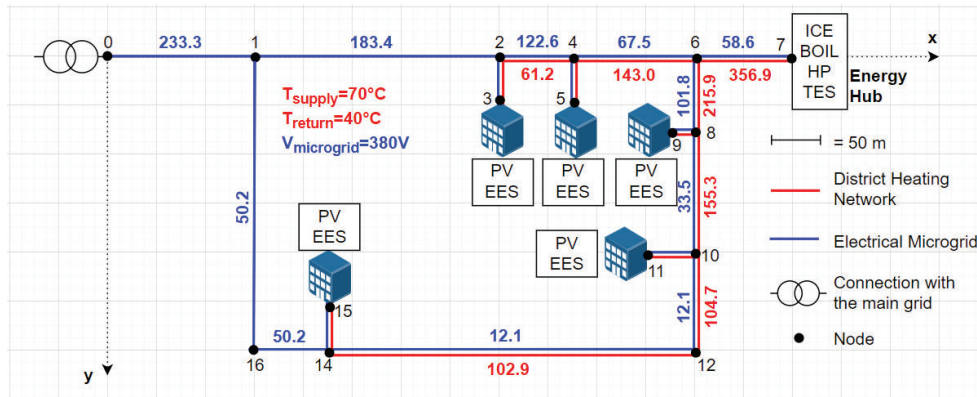 0
233.3
1
183.4
2
122.6
4
67.5
6
58.6
7
ICE
BOIL
HP
TES
x
Energy
Hub
61.2
143.0
356.9
Tsupply=70°C
Treturn=40°C
Vmicrogrid=380V
3
5
101.8
215.9
8
9
= 50 m
PV
EES
PV
EES
PV
EES
District Heating
Network
33.5
155.3
50.2
PV
EES
PV
EES
10
11
Electrical Microgrid
Connection with
the main grid
15
12.1
104.7
Node
50.2
12.1
16
14
102.9
12
y